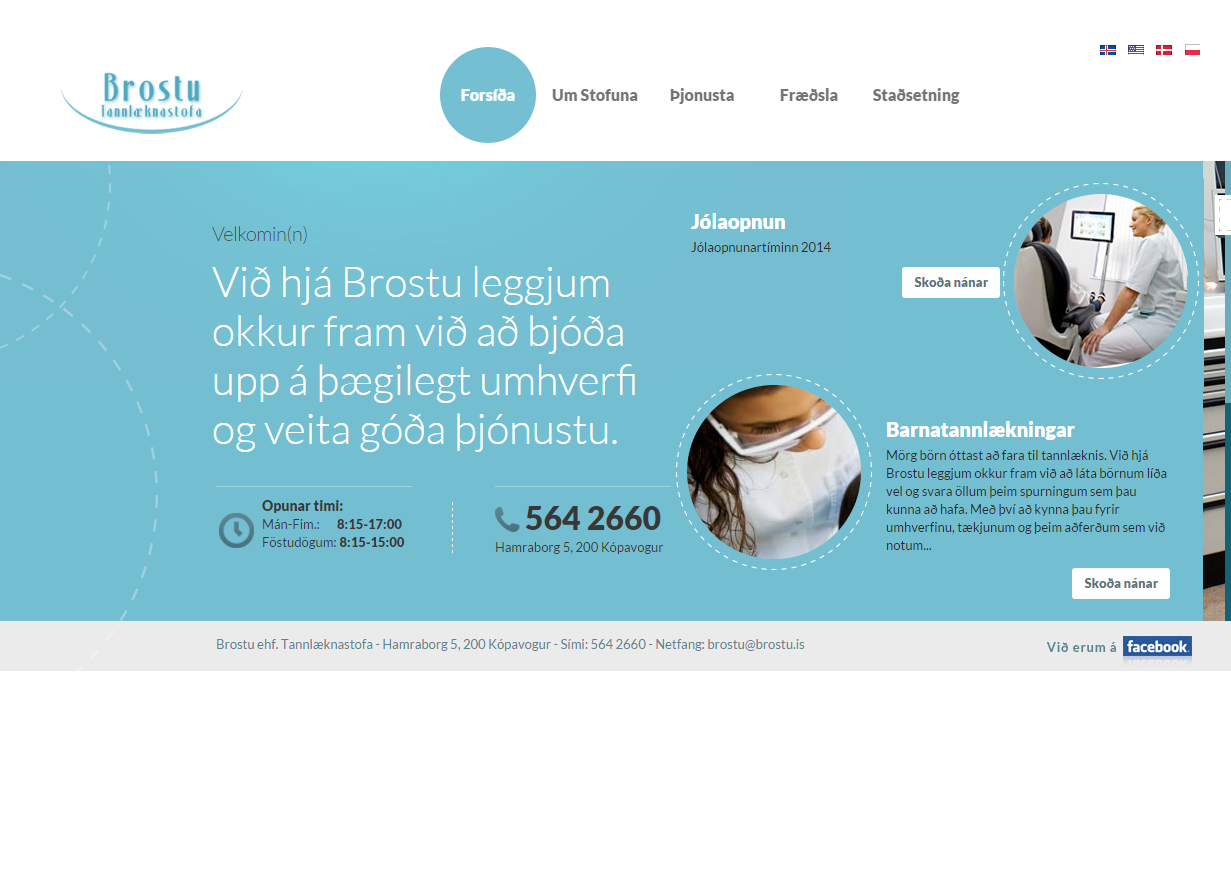 Brostu
Tannlæknastofa
Forsíða
Um Stofuna
Þjonusta
Fræðsla
Staðsetning
Velkomin(n)
Við hjá Brostu leggjum
okkur fram við að bjóða
upp á þægilegt umhverfi
og veita góða þjónustu.
Opunar timi:
Mán-Fim.: 8:15-17:00
Föstudögum: 8:15-15:00
564 2660
Hamraborg 5, 200 Kópavogur
Jólaopnun
Jólaopnunartíminn 2014
Skoða nánar
Barnatannlækningar
Mörg börn óttast að fara til tannlæknis. Við hjá
Brostu leggjum okkur fram við að láta börnum líða
vel og svara öllum þeim spurningum sem þau
kunna að hafa. Með því að kynna þau fyrir
umhverfinu, tækjunum og þeim aðferðum sem við
notum...
Skoða nánar
Brostu ehf. Tannlæknastofa - Hamraborg 5, 200 Kópavogur - Sími: 564 2660 - Netfang: brostu@brostu.is
Við erum á facebook.